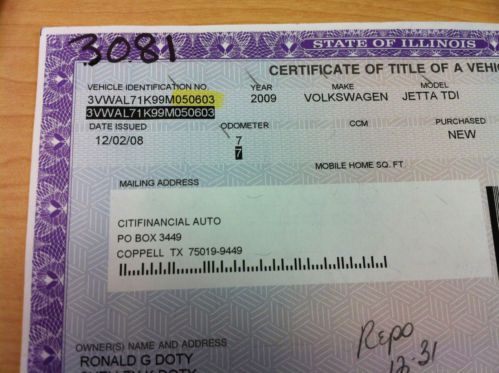 3081
STATE OF ILLINOIS
CERTIFICATE OF TITLE OF A VEHIC
VEHICLE IDENTIFICATION NO. YEAR MAKE MODEL
3VWAL71K99M050603 2009 VOLKSWAGEN JETTA TDI
3VWAL71K99M050603
DATE ISSUED ODOMETER CCM PURCHASED
12/02/08 7 NEW
7
MOBILE HOME SQ. FT.
MAILING ADDRESS
CITIFINANCIAL AUTO
PO BOX 3449
COPPELL TX 75019-9449
OWNER(S) NAME AND ADDRESS
RONALD G DOTY
Repo
12-31